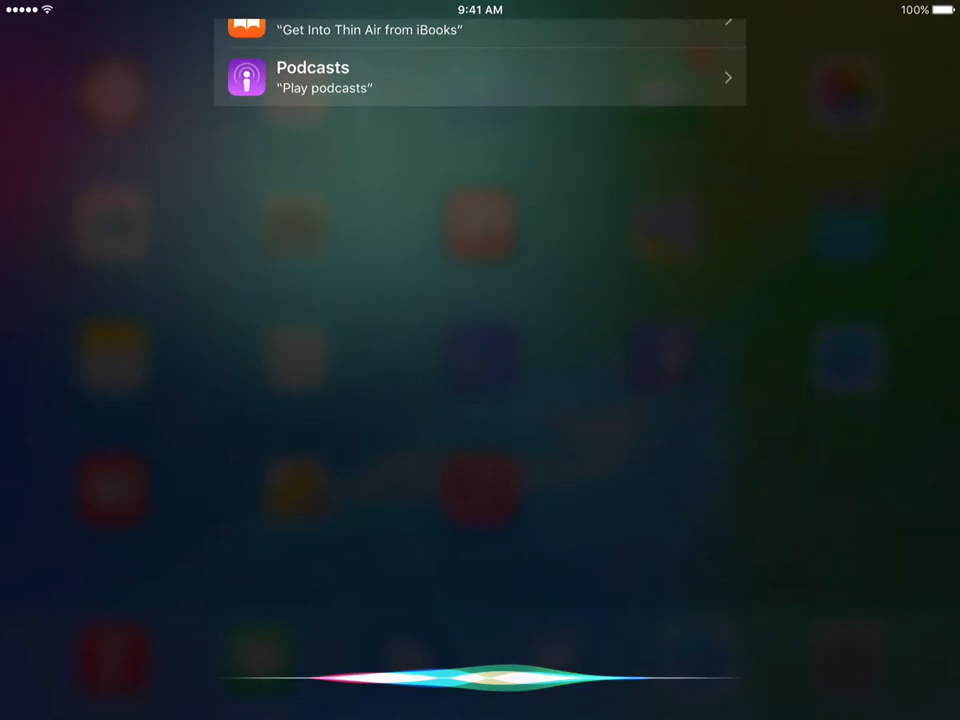 9:41 AM
100%
“Get Into Thin Air from iBooks”
Podcasts
“Play podcasts”